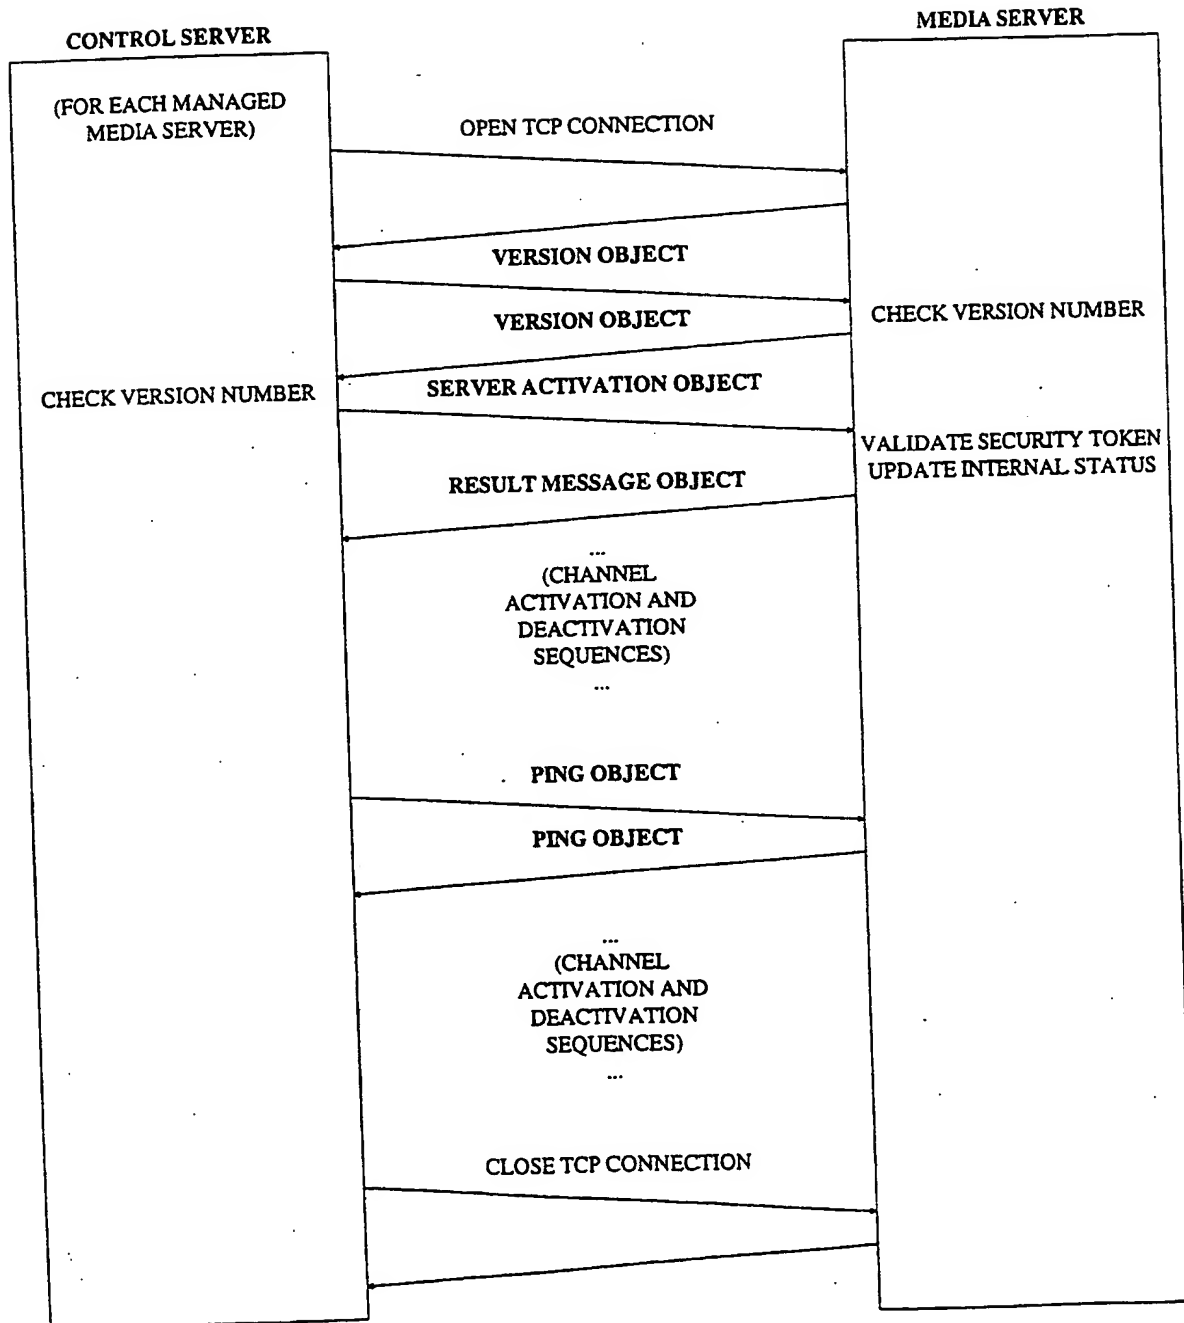 CONTROL SERVER
MEDIA SERVER
(FOR EACH MANAGED
MEDIA SERVER)
OPEN TCP CONNECTION
VERSION OBJECT
VERSION OBJECT
CHECK VERSION NUMBER
CHECK VERSION NUMBER
SERVER ACTIVATION OBJECT
VALIDATE SECURITY TOKEN
UPDATE INTERNAL STATUS
RESULT MESSAGE OBJECT
...
(CHANNEL
ACTIVATION AND
DEACTIVATION
SEQUENCES)
...
PING OBJECT
PING OBJECT
...
(CHANNEL
ACTIVATION AND
DEACTIVATION
SEQUENCES)
...
CLOSE TCP CONNECTION